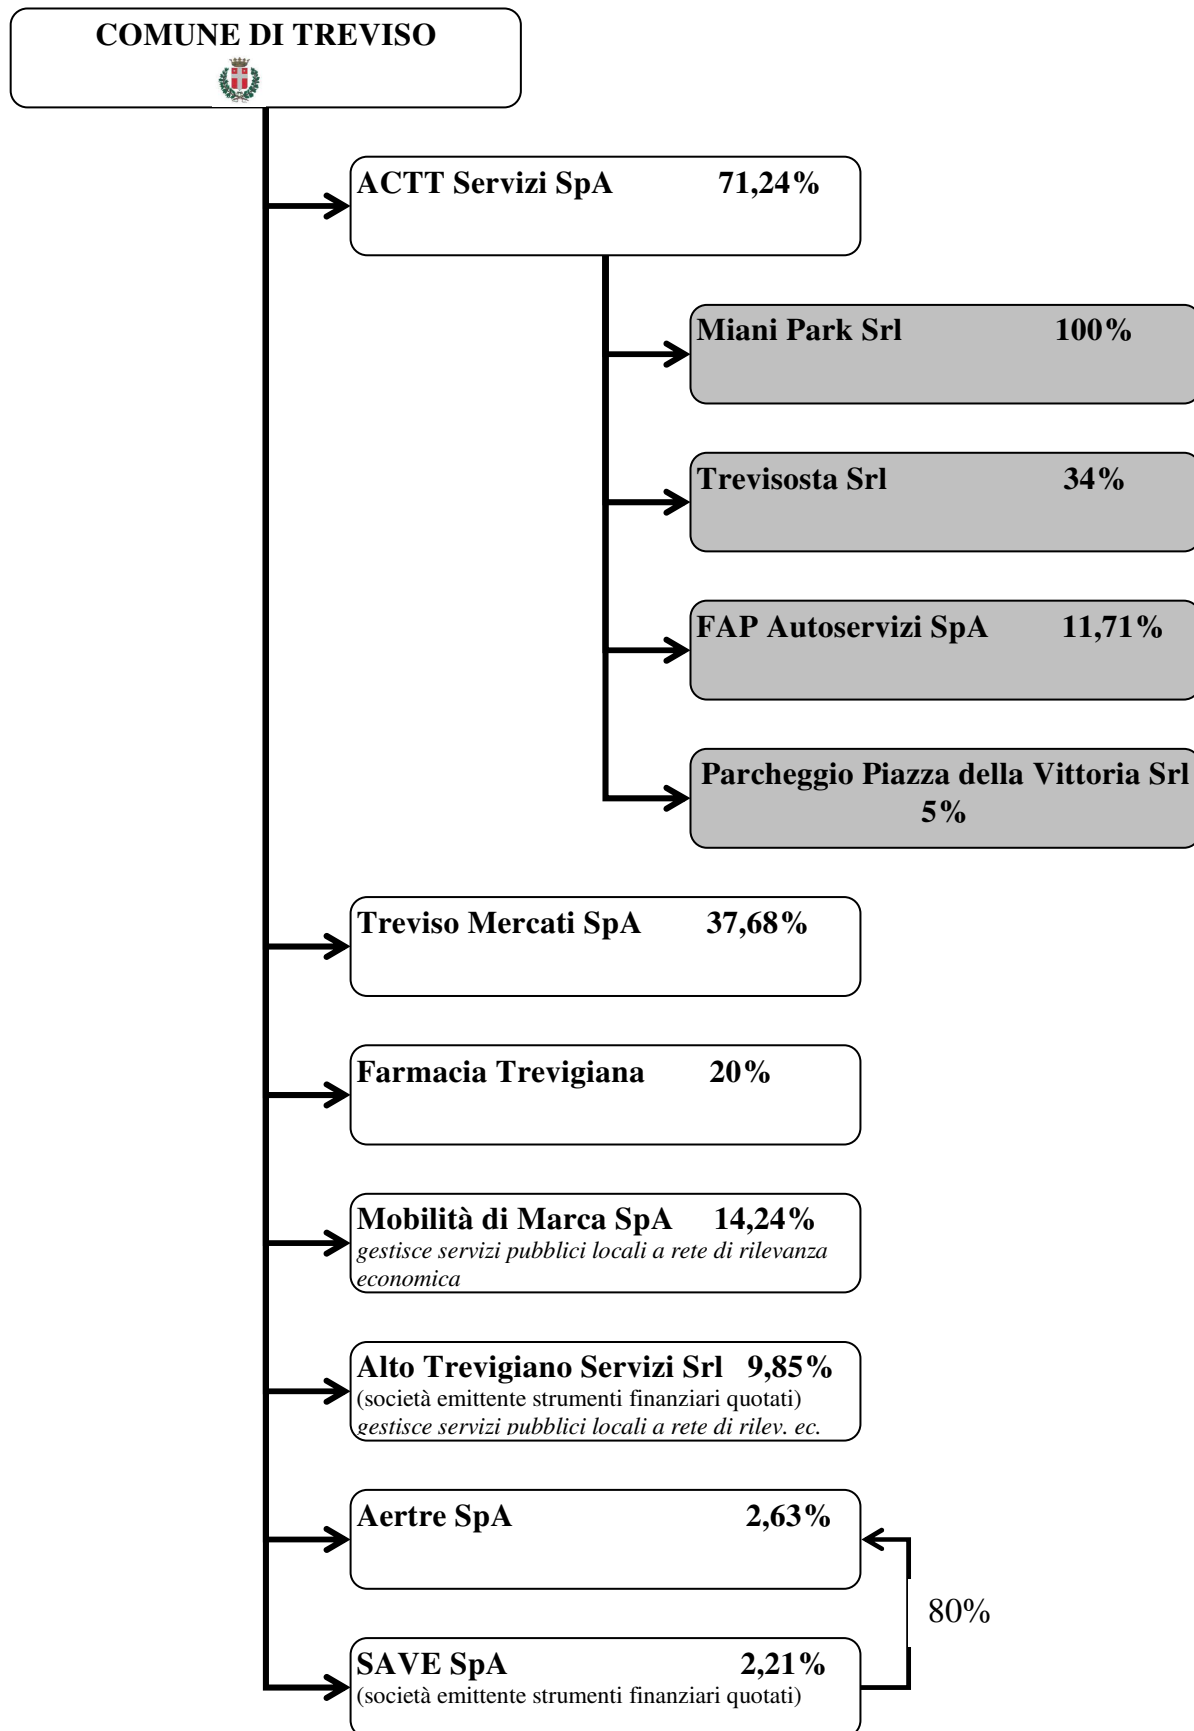 COMUNE DI TREVISO
ACTT Servizi SpA 71,24%
Miani Park Srl 100%
Trevisosta Srl 34%
FAP Autoservizi SpA 11,71%
Parcheggio Piazza della Vittoria Srl
5%
Treviso Mercati SpA 37,68%
Farmacia Trevigiana 20%
Mobilità di Marca SpA 14,24%
gestisce servizi pubblici locali a rete di rilevanza
economica
Alto Trevigiano Servizi Srl 9,85%
(società emittente strumenti finanziari quotati)
gestisce servizi pubblici locali a rete di rilev. ec.
Aertre SpA 2,63%
80%
SAVE SpA 2,21%
(società emittente strumenti finanziari quotati)